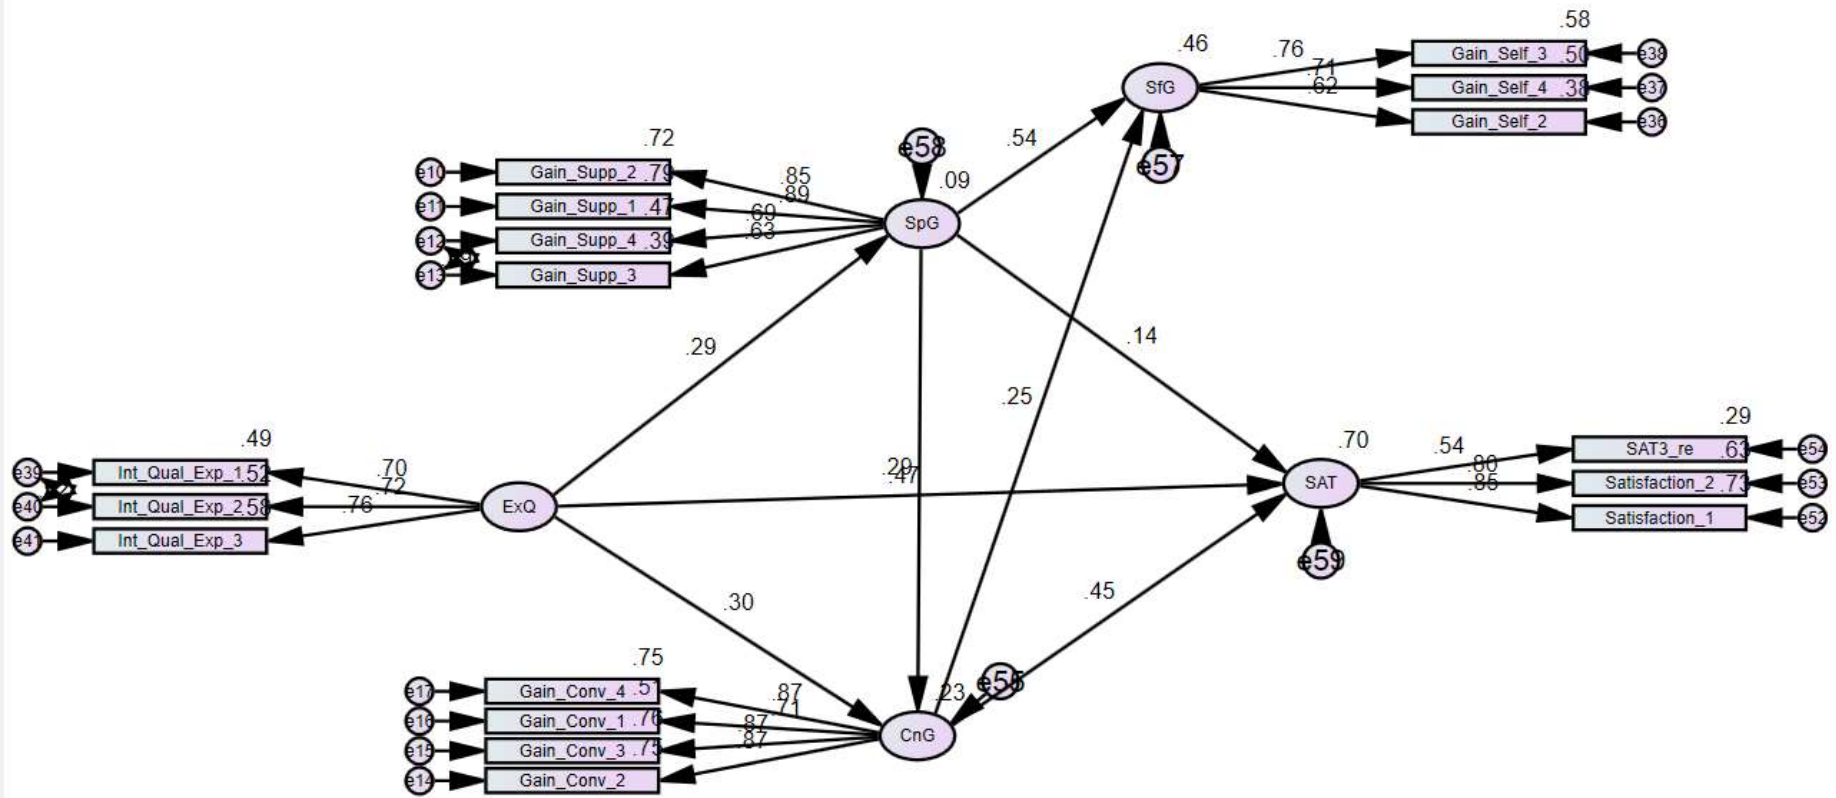 .58
.46
.76
Gain_Self_3
.50
e38
.71
SfG
Gain_Self_4
.38
e37
.62
Gain_Self_2
e36
.72
e58
.54
e57
e10
Gain_Supp_2
.79
.85
.09
e11
Gain_Supp_1
.47
.89
.69
SpG
e12
Gain_Supp_4
.39
.63
e13
Gain_Supp_3
.29
.14
.25
.49
.70
.54
.29
e39
Int_Qual_Exp_1
.52
.70
SAT3_re
.63
e54
.72
.29
.47
.80
e40
Int_Qual_Exp_2
.58
.76
ExQ
SAT
.85
Satisfaction_2
.73
e53
e41
Int_Qual_Exp_3
Satisfaction_1
e52
e59
.30
.45
.75
e17
Gain_Conv_4
.51
.87
.23
e55
.71
e16
Gain_Conv_1
.76
.87
CnG
e15
Gain_Conv_3
.75
.87
e14
Gain_Conv_2